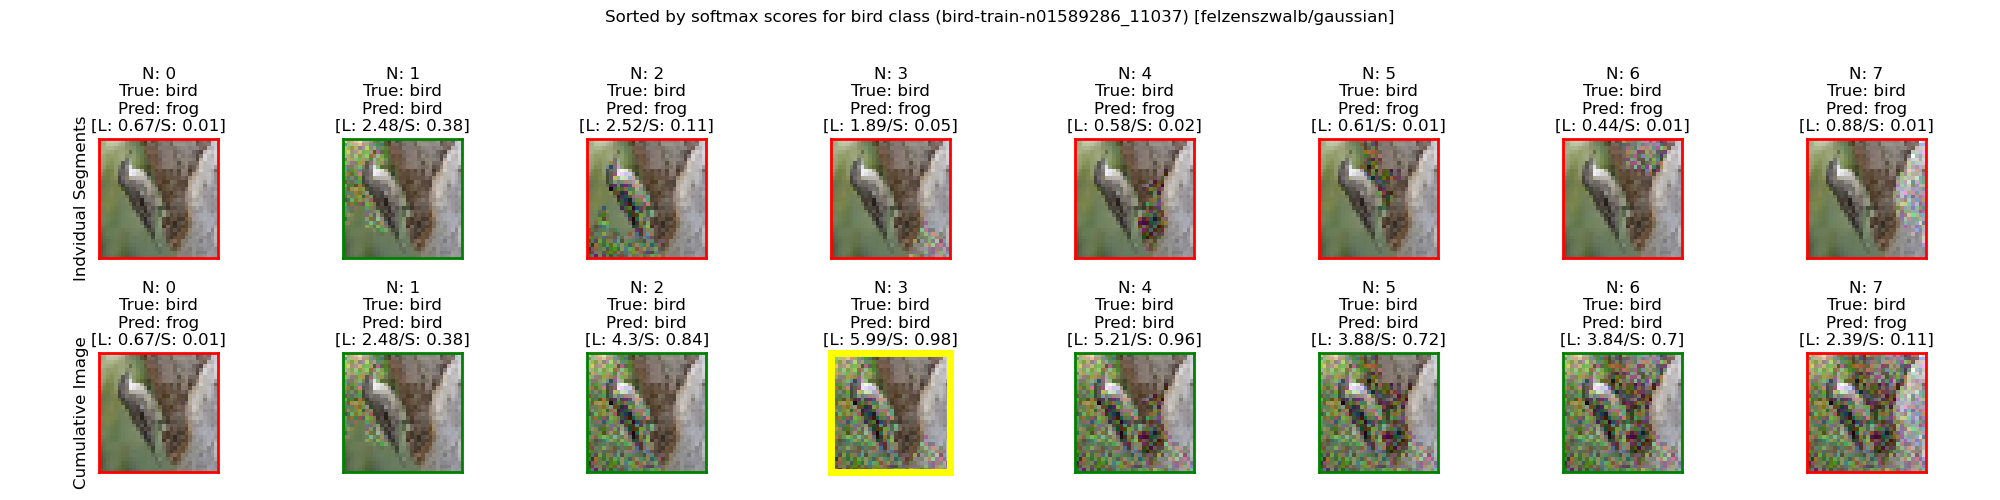 Sorted by softmax scores for bird class (bird-train-n01589286_11037) [felzenszwalb/gaussian]
Individual Segments
N: 0
True: bird
Pred: frog
[L: 0.67/S: 0.01]
N: 1
True: bird
Pred: bird
[L: 2.48/S: 0.38]
N: 2
True: bird
Pred: frog
[L: 2.52/S: 0.11]
N: 3
True: bird
Pred: frog
[L: 1.89/S: 0.05]
N: 4
True: bird
Pred: frog
[L: 0.58/S: 0.02]
N: 5
True: bird
Pred: frog
[L: 0.61/S: 0.01]
N: 6
True: bird
Pred: frog
[L: 0.44/S: 0.01]
N: 7
True: bird
Pred: frog
[L: 0.88/S: 0.01]
Cumulative Image
N: 0
True: bird
Pred: frog
[L: 0.67/S: 0.01]
N: 1
True: bird
Pred: bird
[L: 2.48/S: 0.38]
N: 2
True: bird
Pred: bird
[L: 4.3/S: 0.84]
N: 3
True: bird
Pred: bird
[L: 5.99/S: 0.98]
N: 4
True: bird
Pred: bird
[L: 5.21/S: 0.96]
N: 5
True: bird
Pred: bird
[L: 3.88/S: 0.72]
N: 6
True: bird
Pred: bird
[L: 3.84/S: 0.7]
N: 7
True: bird
Pred: frog
[L: 2.39/S: 0.11]